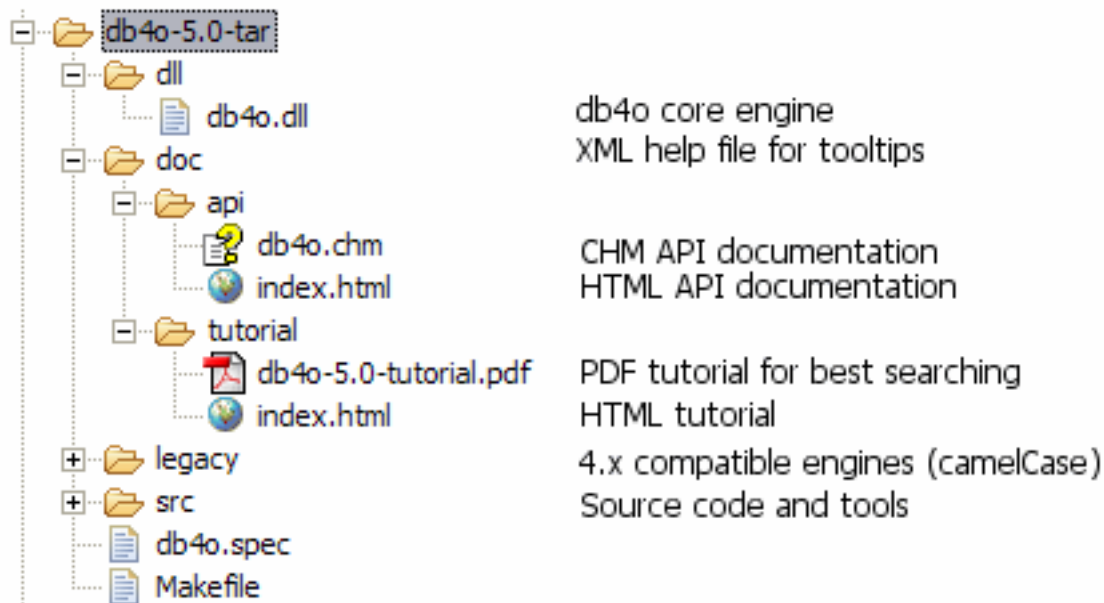 db4o-5.0-tar
dll
db4o.dll db4o core engine
XML help file for tooltips
doc
api
db4o.chm CHM API documentation
index.html HTML API documentation
tutorial
db4o-5.0-tutorial.pdf PDF tutorial for best searching
index.html HTML tutorial
legacy 4.x compatible engines (camelCase)
src Source code and tools
db4o.spec
Makefile